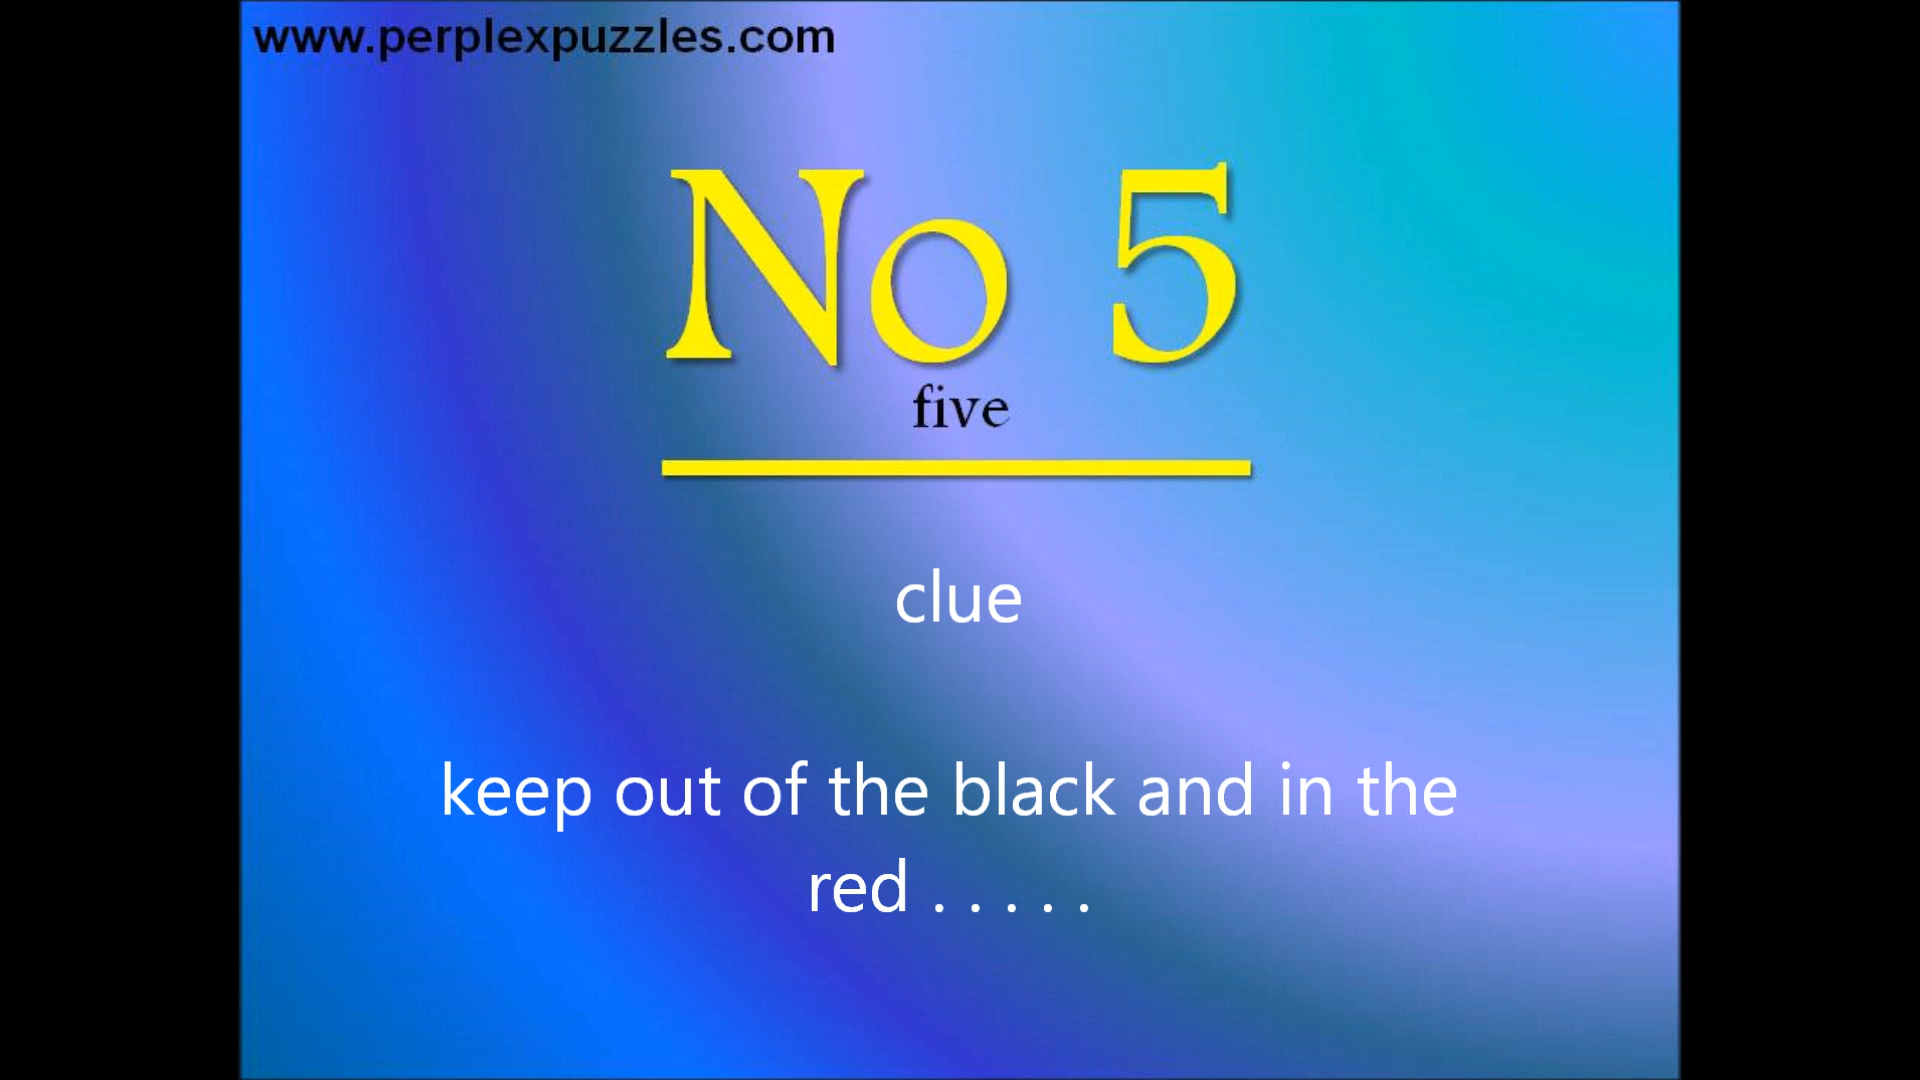 www.perplexpuzzles.com
No 5
five
clue
keep out of the black and in the
red . . . . .